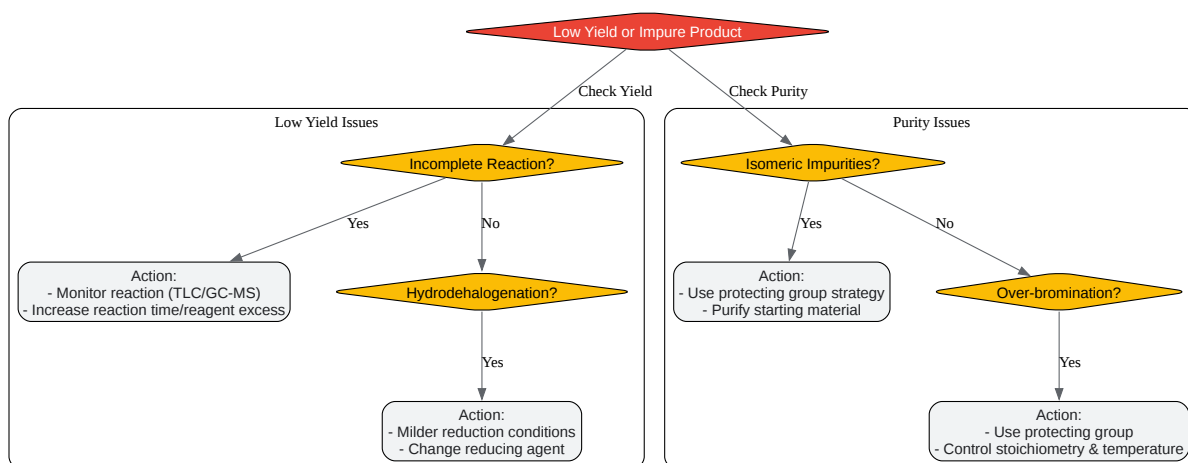 Low Yield or Impure Product
Check Yield
Check Purity
Low Yield Issues
Purity Issues
Incomplete Reaction?
Isomeric Impurities?
Yes
No
Yes
No
Action:
- Monitor reaction (TLC/GC-MS)
- Increase reaction time/reagent excess
Hydrodehalogenation?
Action:
- Use protecting group strategy
- Purify starting material
Over-bromination?
Yes
Yes
Action:
- Milder reduction conditions
- Change reducing agent
Action:
- Use protecting group
- Control stoichiometry & temperature